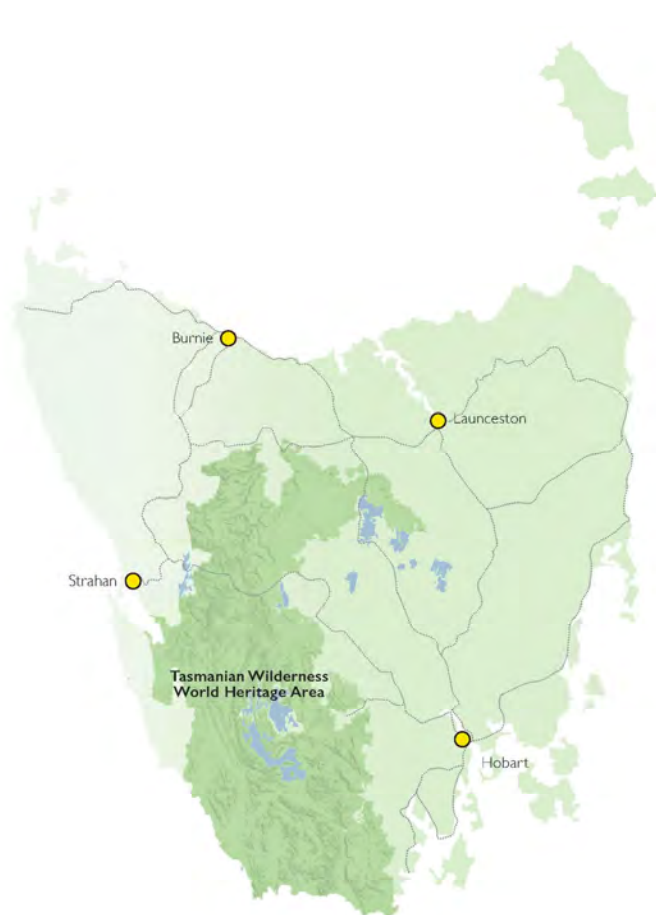 Burnie
Launceston
Strahan
Tasmanian Wilderness
World Heritage Area
Hobart